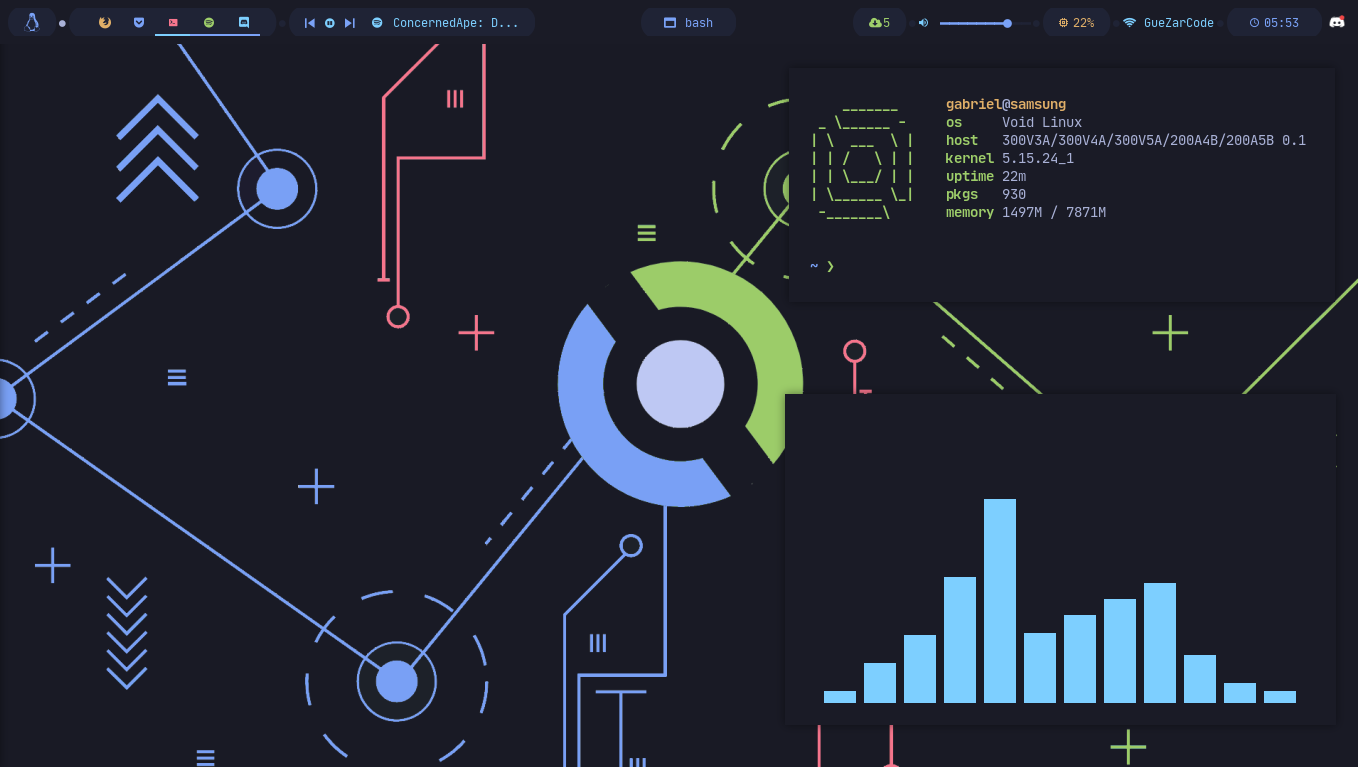 ConcernedApe: D...
bash
5
22%
GueZarCode
05:53
gabriel@samsung
os Void Linux
host 300V3A/300V4A/300V5A/200A4B/200A5B 0.1
kernel 5.15.24_1
uptime 22m
pkgs 930
memory 1497M / 7871M
~ ❯